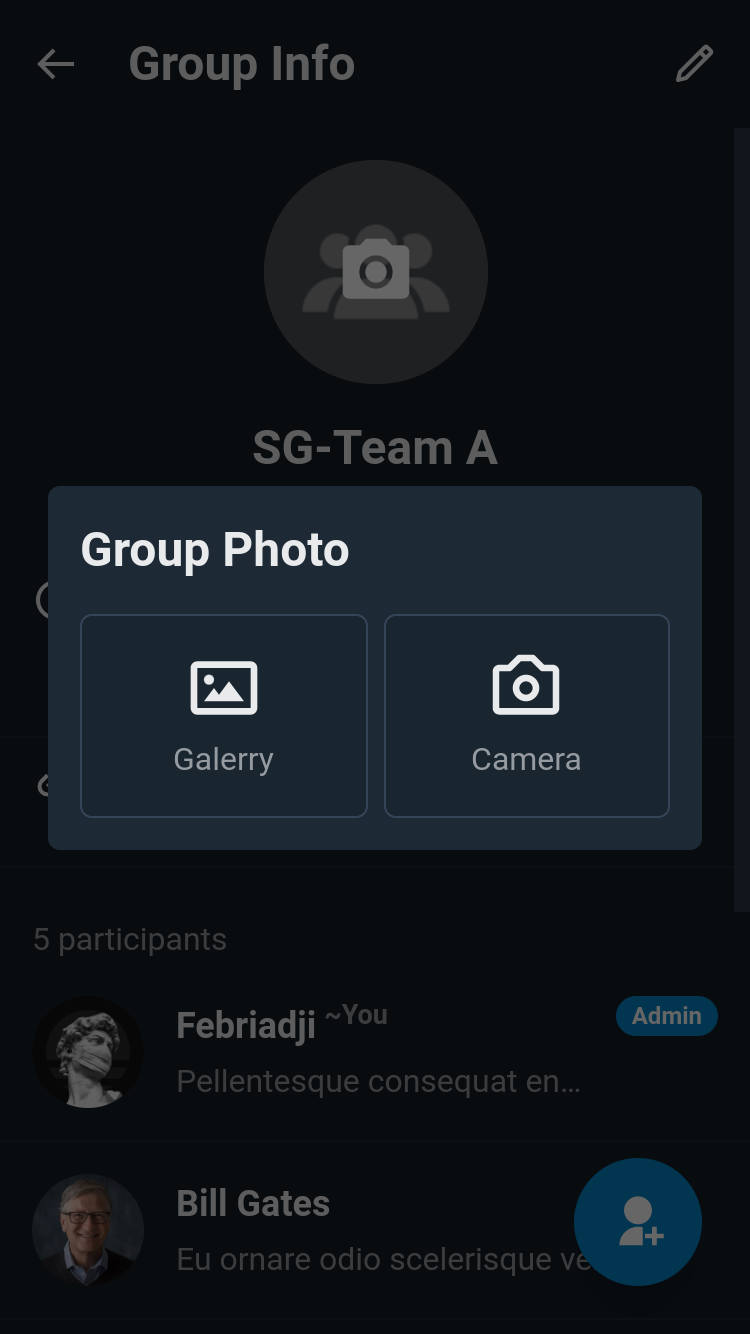 Group Info
SG-Team A
Group Photo
Galerry
Camera
5 participants
Febriadji ~You
Admin
Pellentesque consequat en…
Bill Gates
Eu ornare odio scelerisque ve